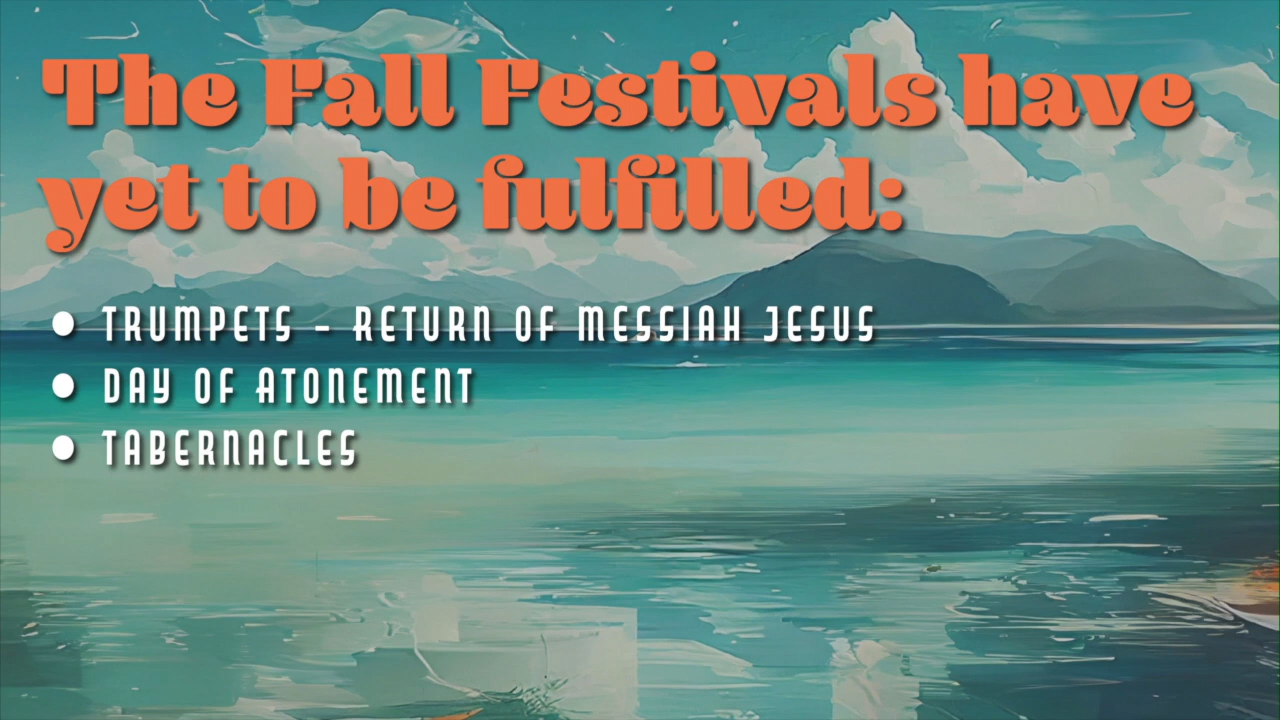 The Fall Festivals have
yet to be fulfilled:
• TRUMPETS - RETURN OF MESSIAH JESUS
• DAY OF ATONEMENT
• TABERNACLES